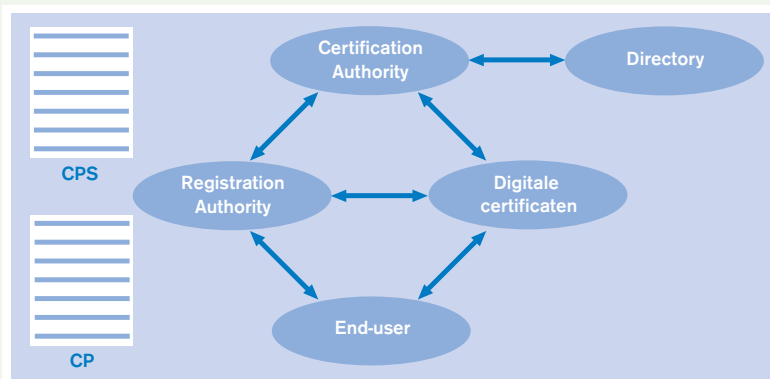 Certification
Authority
Directory
CPS
Registration
Authority
Digitale
certificaten
End-user
CP